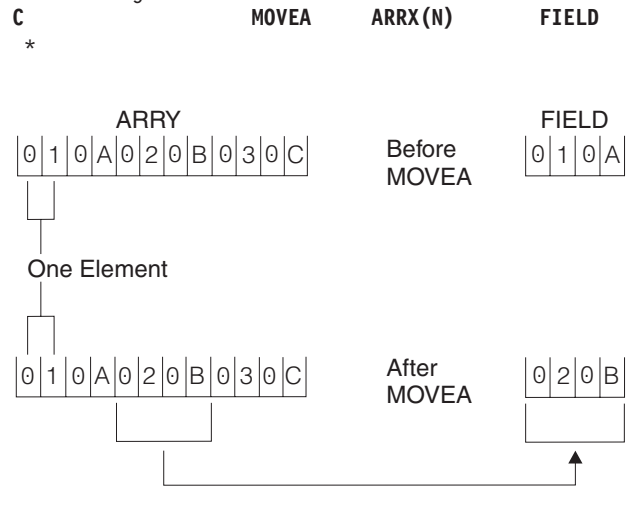 C MOVEA ARRX(N) FIELD
*
ARRY FIELD
0 1 0 A 0 2 0 B 0 3 0 C Before MOVEA 0 1 0 A
One Element
0 1 0 A 0 2 0 B 0 3 0 C After MOVEA 0 2 0 B